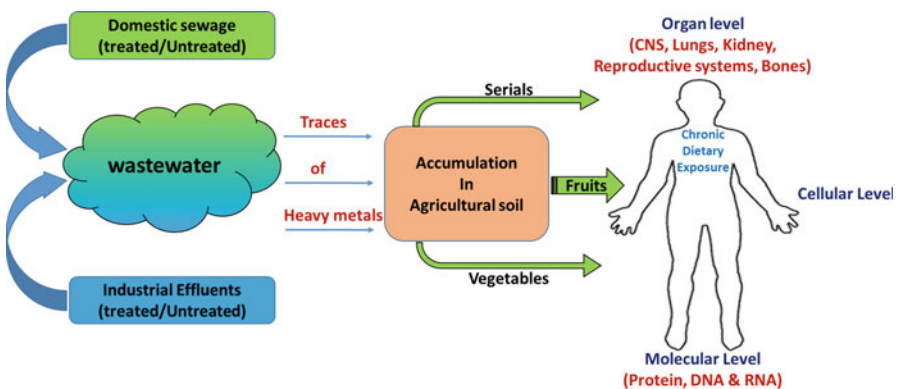 Domestic sewage
(treated/Untreated)
wastewater
Industrial Effluents
(treated/Untreated)
Traces
of
Heavy metals
Accumulation
In
Agricultural soil
Serials
Fruits
Vegetables
Organ level
(CNS, Lungs, Kidney,
Reproductive systems, Bones)
Chronic
Dietary
Exposure
Cellular Level
Molecular Level
(Protein, DNA & RNA)